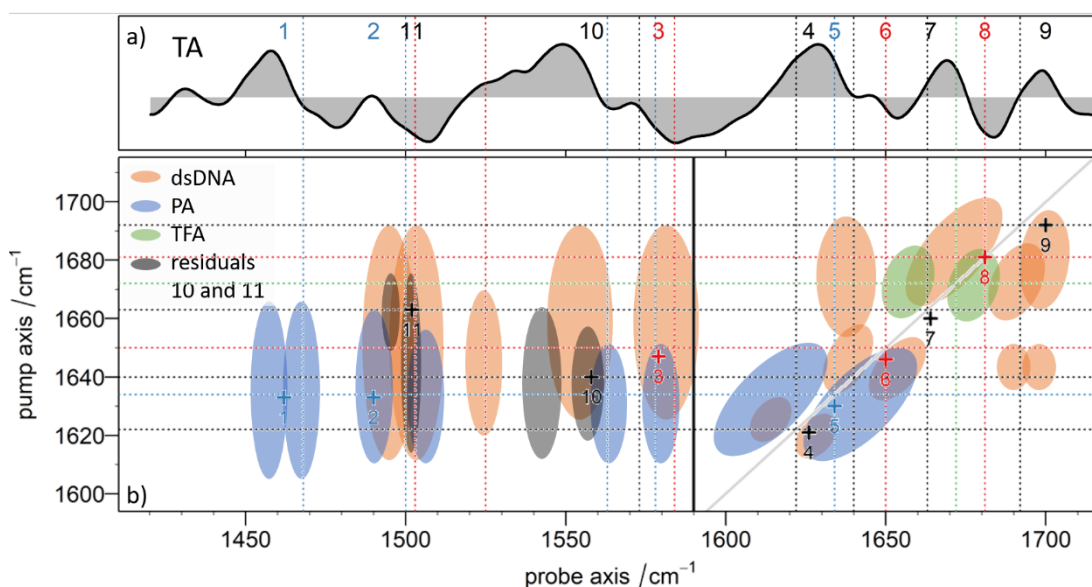 a) TA 1 2 11 10 3 4 5 6 7 8 9
dsDNA
PA
TFA
residuals
10 and 11
1700
1680
1660
1640
1620
1600
pump axis /cm⁻¹
9
8
7
11
3
6
10
1
2
5
4
b)
1450 1500 1550 1600 1650 1700
probe axis /cm⁻¹